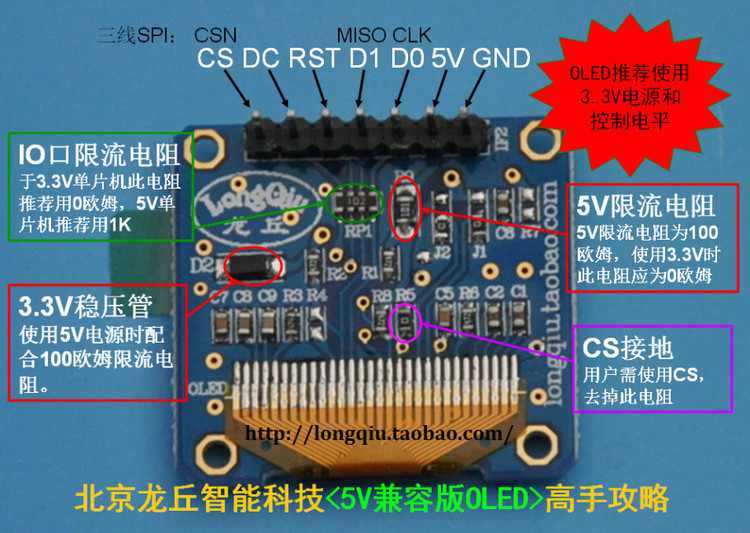 三线SPI： CSN MISO CLK
CS DC RST D1 D0 5V GND
OLED推荐使用
3.3V电源和
控制电平
IO口限流电阻
于3.3V单片机此电阻
推荐用0欧姆，5V单
片机推荐用1K
IF2
LongQiu
龙丘
102
RP1
R9
J2
J1
C6
R7
5V限流电阻
5V限流电阻为100
欧姆，使用3.3V时
此电阻应为0欧姆
D2
R2
R1
3.3V稳压管
使用5V电源时配
合100欧姆限流电
阻。
C7
C8
C9
R3
R4
R8
R5
C5
R6
C2
C1
longqiu.taobao.com
CS接地
用户需使用CS，
去掉此电阻
OLED
http://longqiu.taobao.com/
北京龙丘智能科技<5V兼容版OLED>高手攻略